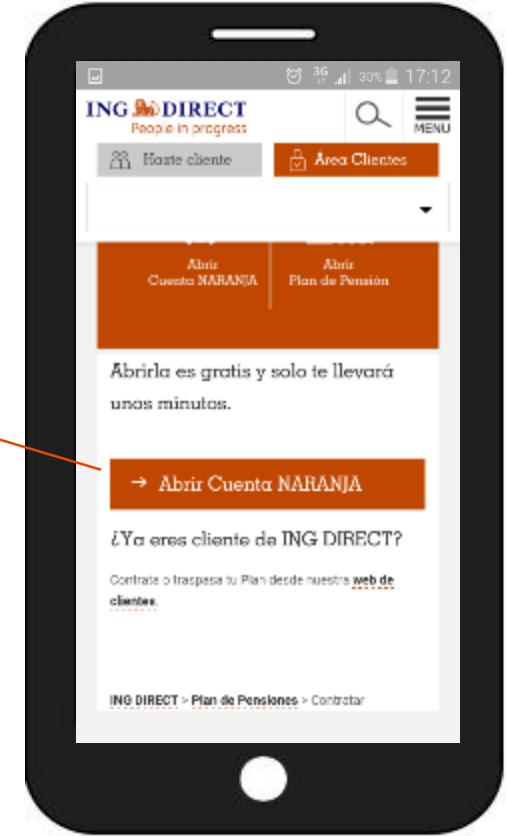 3G 30% 17:12
ING DIRECT
People in progress
MENU
Hazte cliente
Área Clientes
Abrir
Cuenta NARANJA
Abrir
Plan de Pensión
Abrirla es gratis y solo te llevará
unos minutos.
→ Abrir Cuenta NARANJA
¿Ya eres cliente de ING DIRECT?
Contrata o traspasa tu Plan desde nuestra web de
clientes.
ING DIRECT > Plan de Pensiones > Contratar